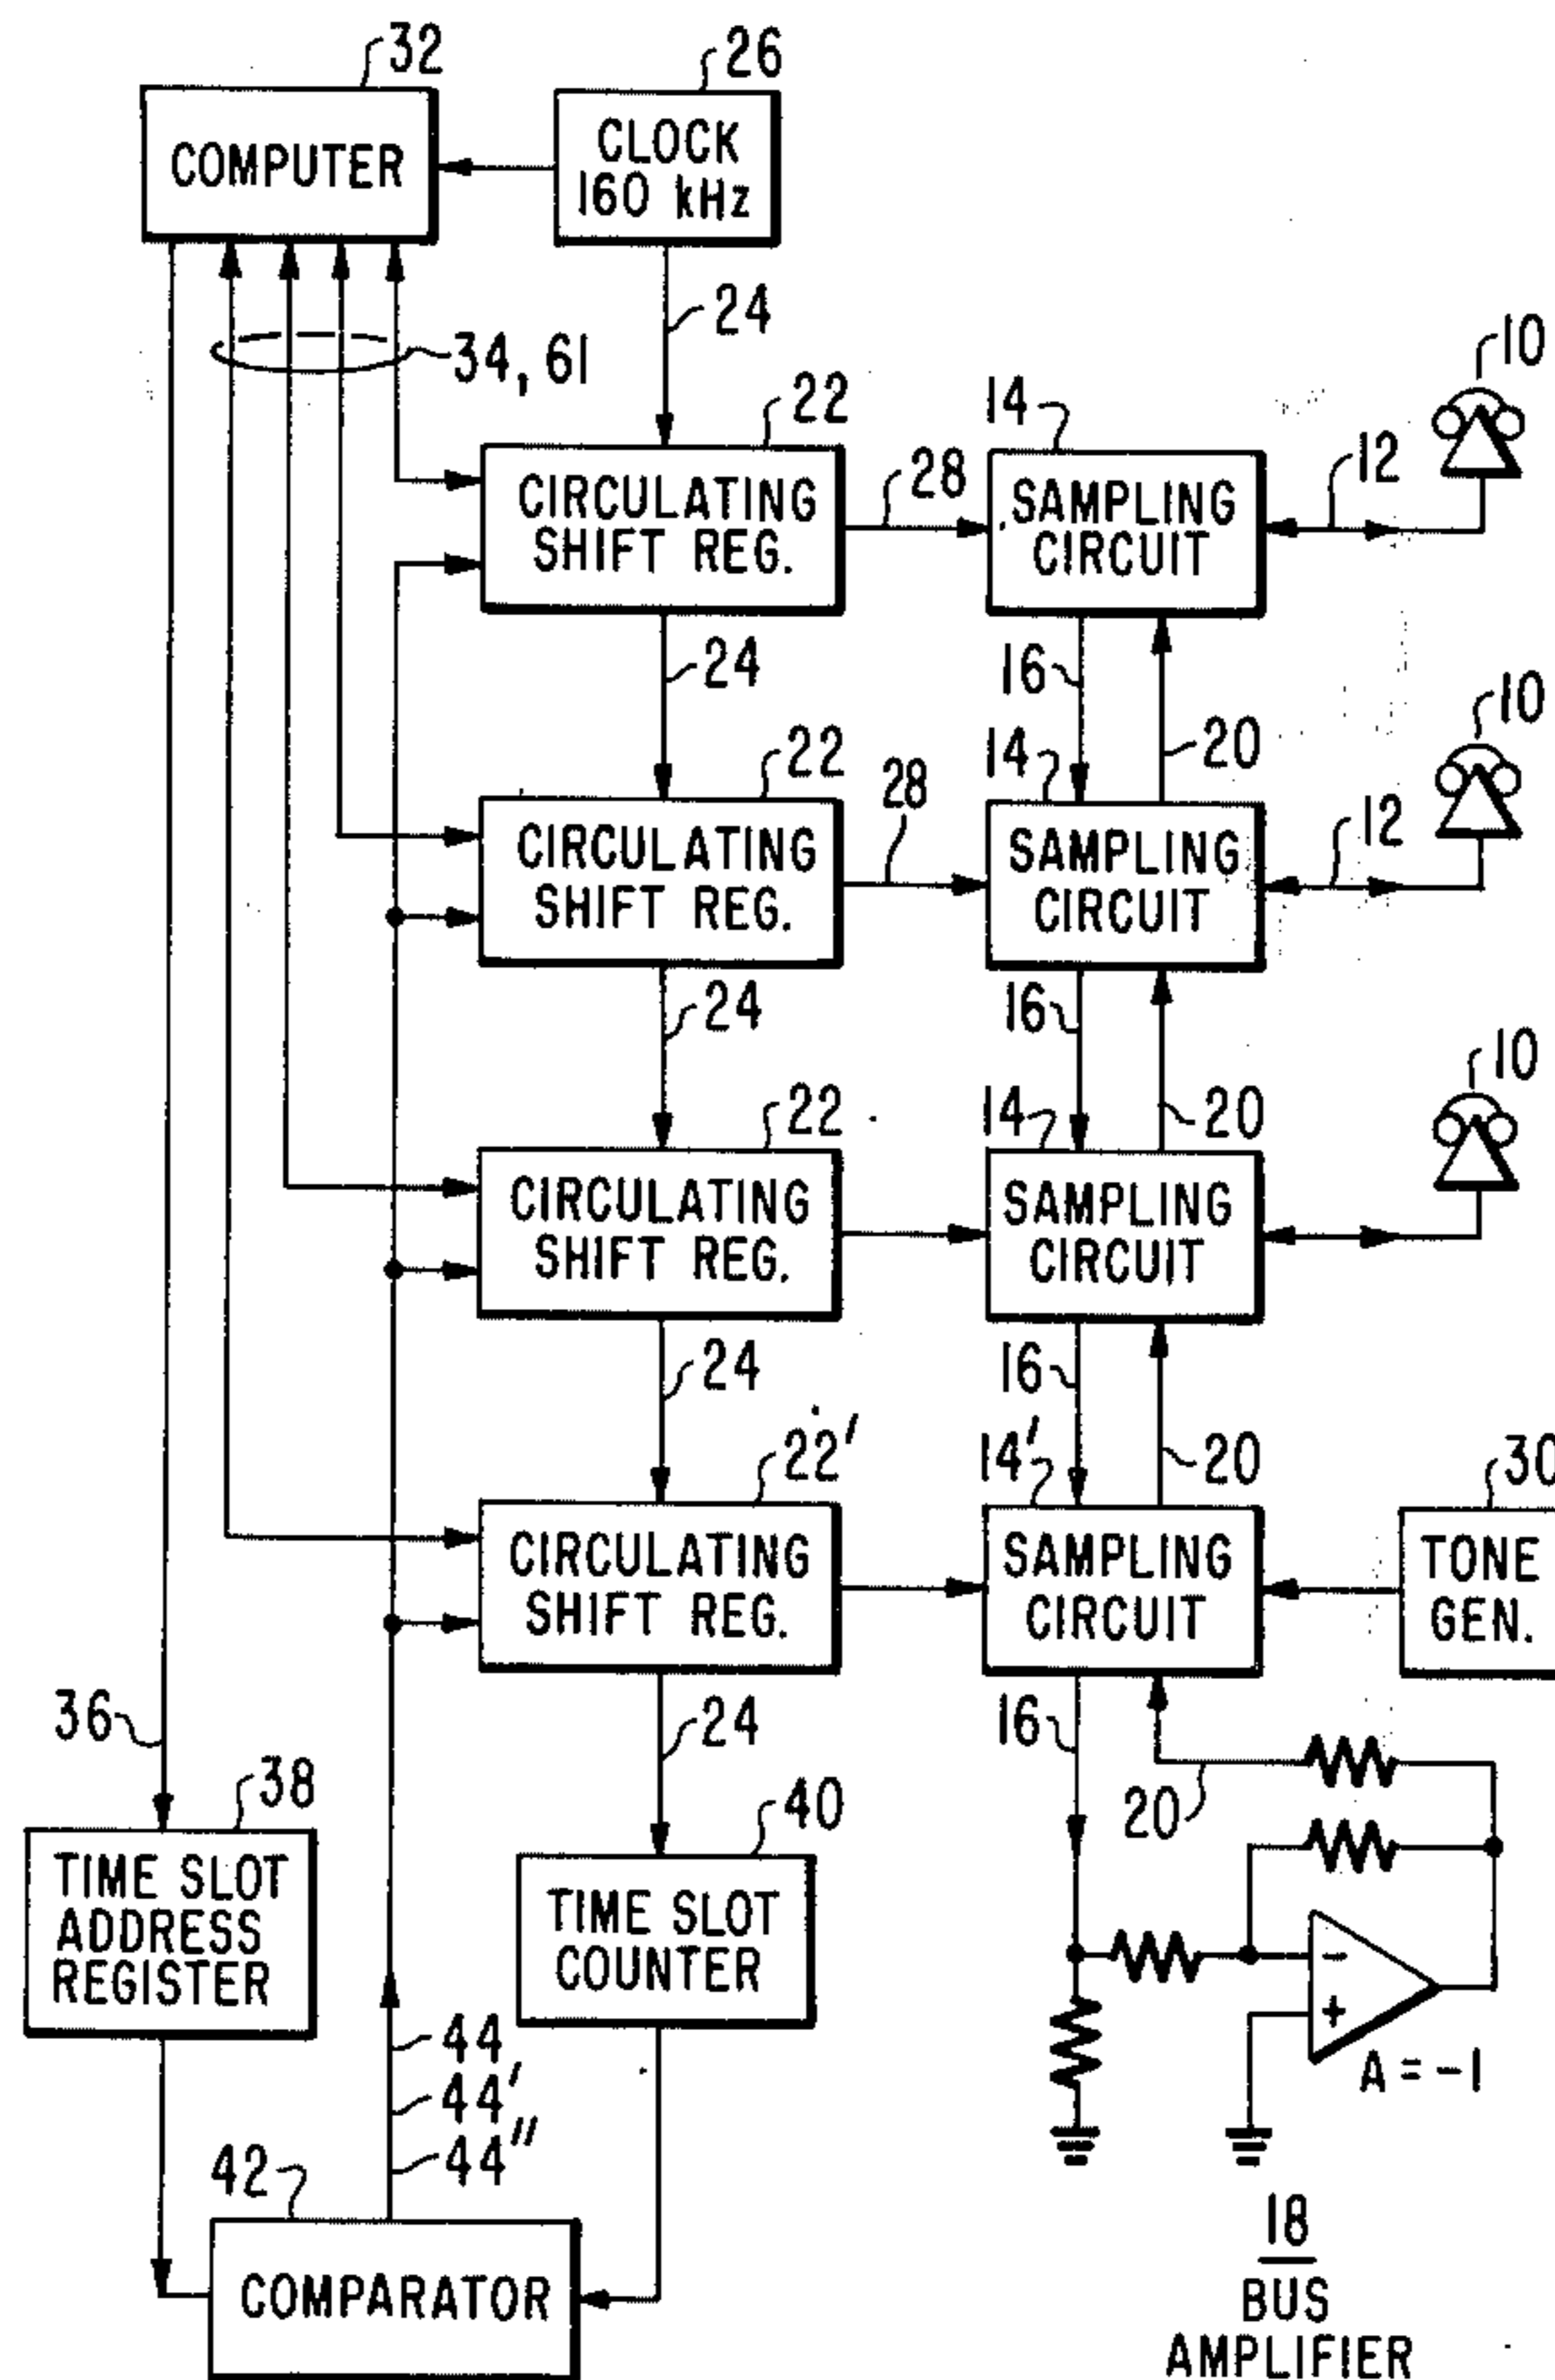 32
26
COMPUTER
CLOCK
160 kHz
24
34, 61
10
22
14
28
12
CIRCULATING
SHIFT REG.
SAMPLING
CIRCUIT
24
16
20
10
22
28
14
12
CIRCULATING
SHIFT REG.
SAMPLING
CIRCUIT
24
16
10
22
14
20
CIRCULATING
SHIFT REG.
SAMPLING
CIRCUIT
24
16
22'
14'
20
30
CIRCULATING
SHIFT REG.
SAMPLING
CIRCUIT
TONE
GEN.
36
24
16
38
40
20
TIME SLOT
ADDRESS
REGISTER
TIME SLOT
COUNTER
-
+
A = -1
44
44'
44"
42
COMPARATOR
18
BUS
AMPLIFIER